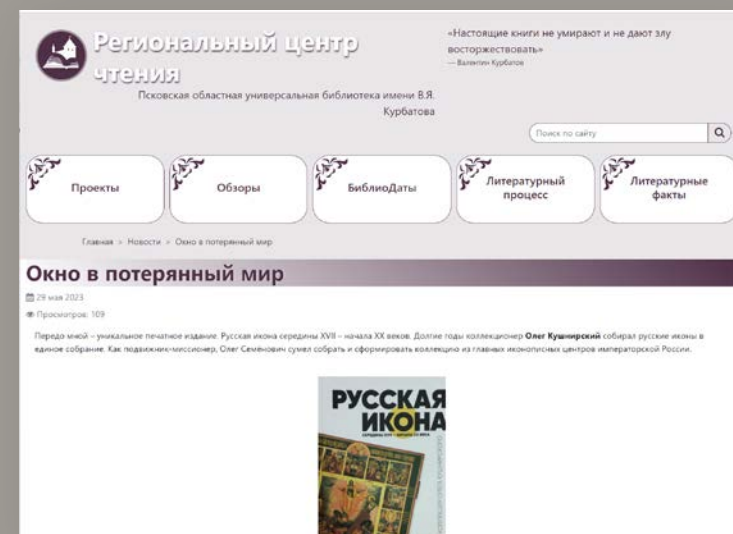 Региональный центр
чтения
Псковская областная универсальная библиотека имени В.Я.
Курбатова
«Настоящие книги не умирают и не дают злу
восторжествовать»
— Валентин Курбатов
Поиск по сайту
Проекты
Обзоры
БиблиоДаты
Литературный
процесс
Литературные
факты
Главная > Новости > Окно в потерянный мир
Окно в потерянный мир
29 мая 2023
Просмотров: 109
Передо мной – уникальное печатное издание. Русская икона середины XVII – начала XX веков. Долгие годы коллекционер Олег Кушнирский собирал русские иконы в
единое собрание. Как подвижник-миссионер, Олег Семёнович сумел собрать и сформировать коллекцию из главных иконописных центров императорской России.
РУССКАЯ
ИКОНА